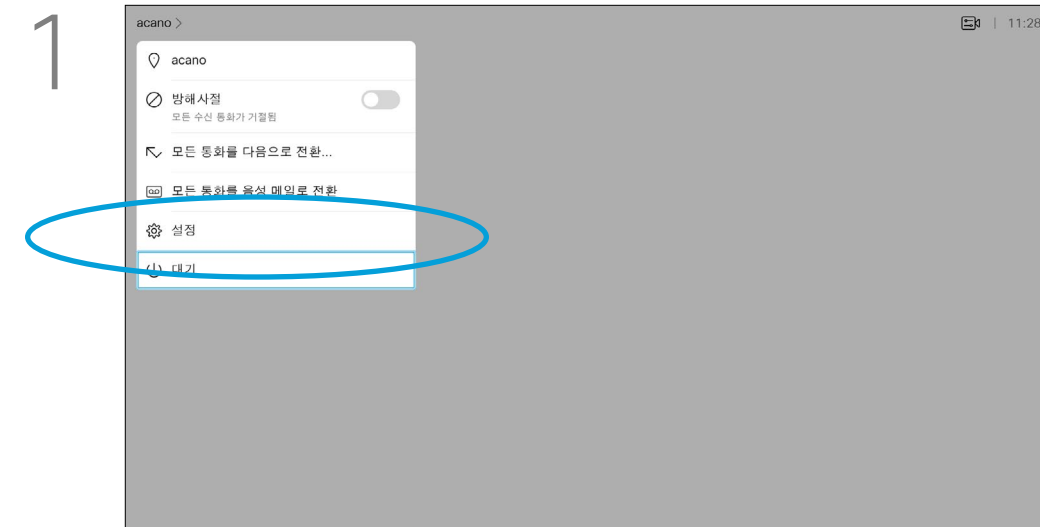 1
acano >
11:28
acano
방해사절
모든 수신 통화가 거절됨
모든 통화를 다음으로 전환...
모든 통화를 음성 메일로 전환
설정
대기